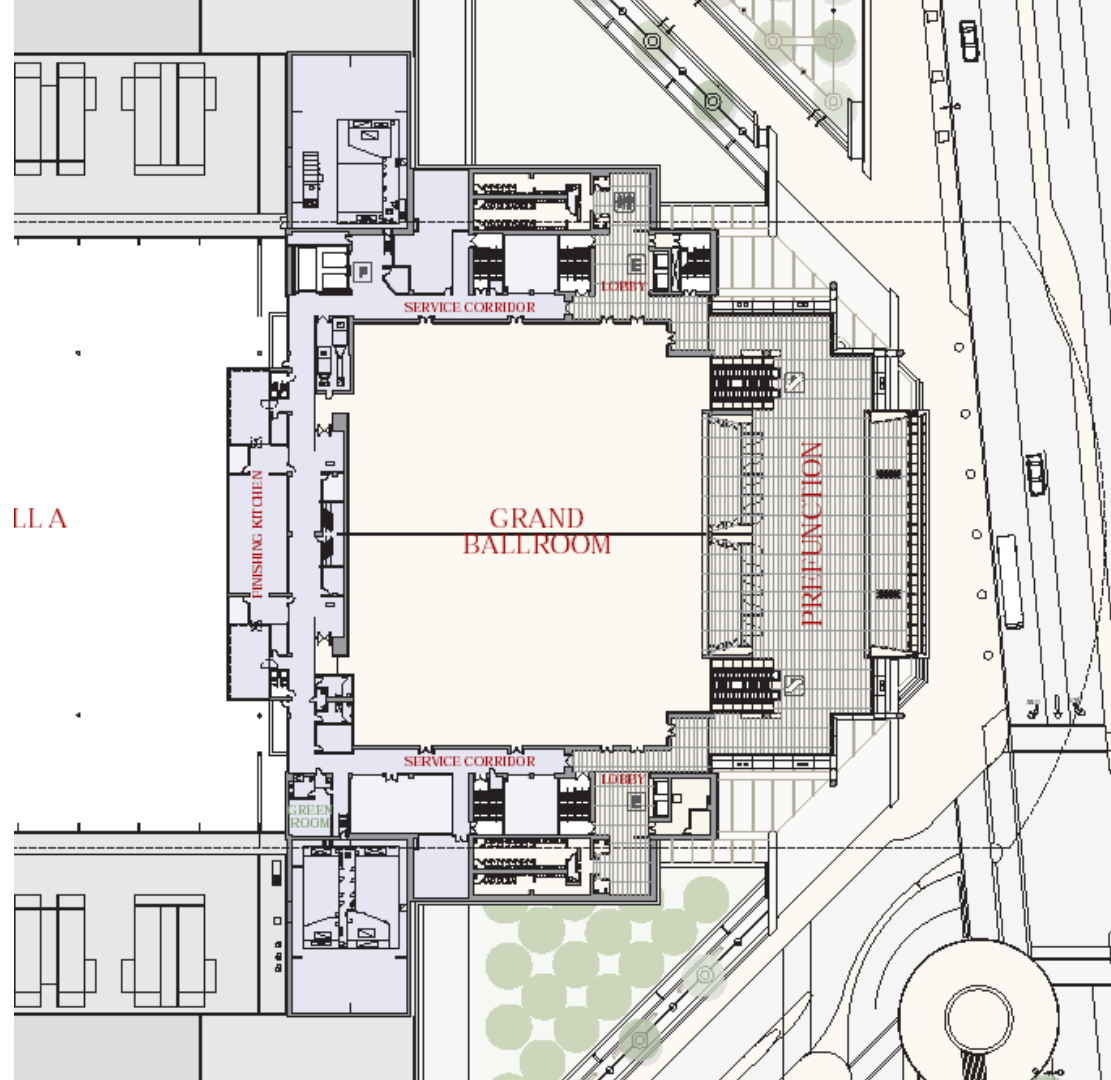 LOBBY
SERVICE CORRIDOR
LL A
FINISHING KITCHEN
GRAND
BALLROOM
PREFUNCTION
SERVICE CORRIDOR
LOBBY
GREEN
ROOM